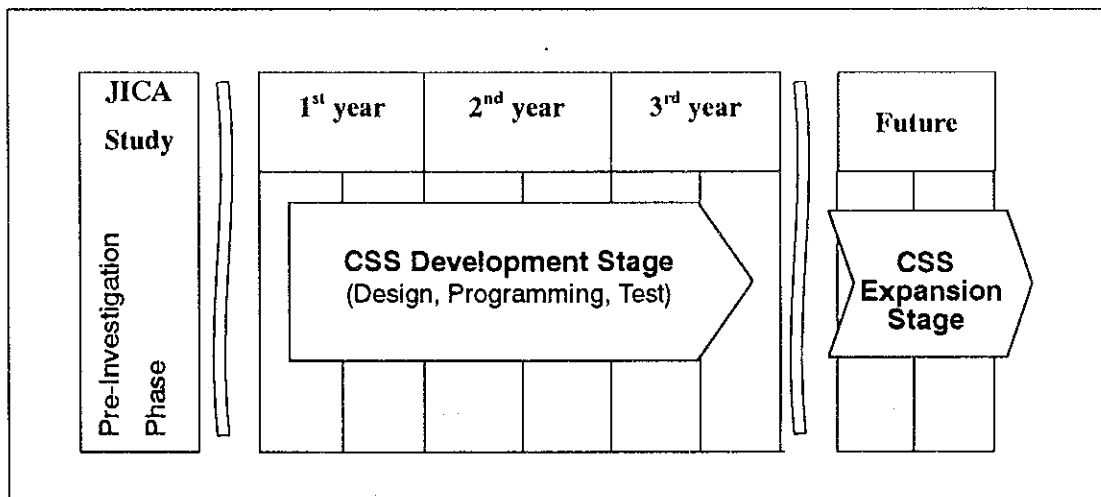 JICA
Study
Pre-Investigation
Phase
1st year
2nd year
3rd year
Future
CSS Development Stage
(Design, Programming, Test)
CSS
Expansion
Stage